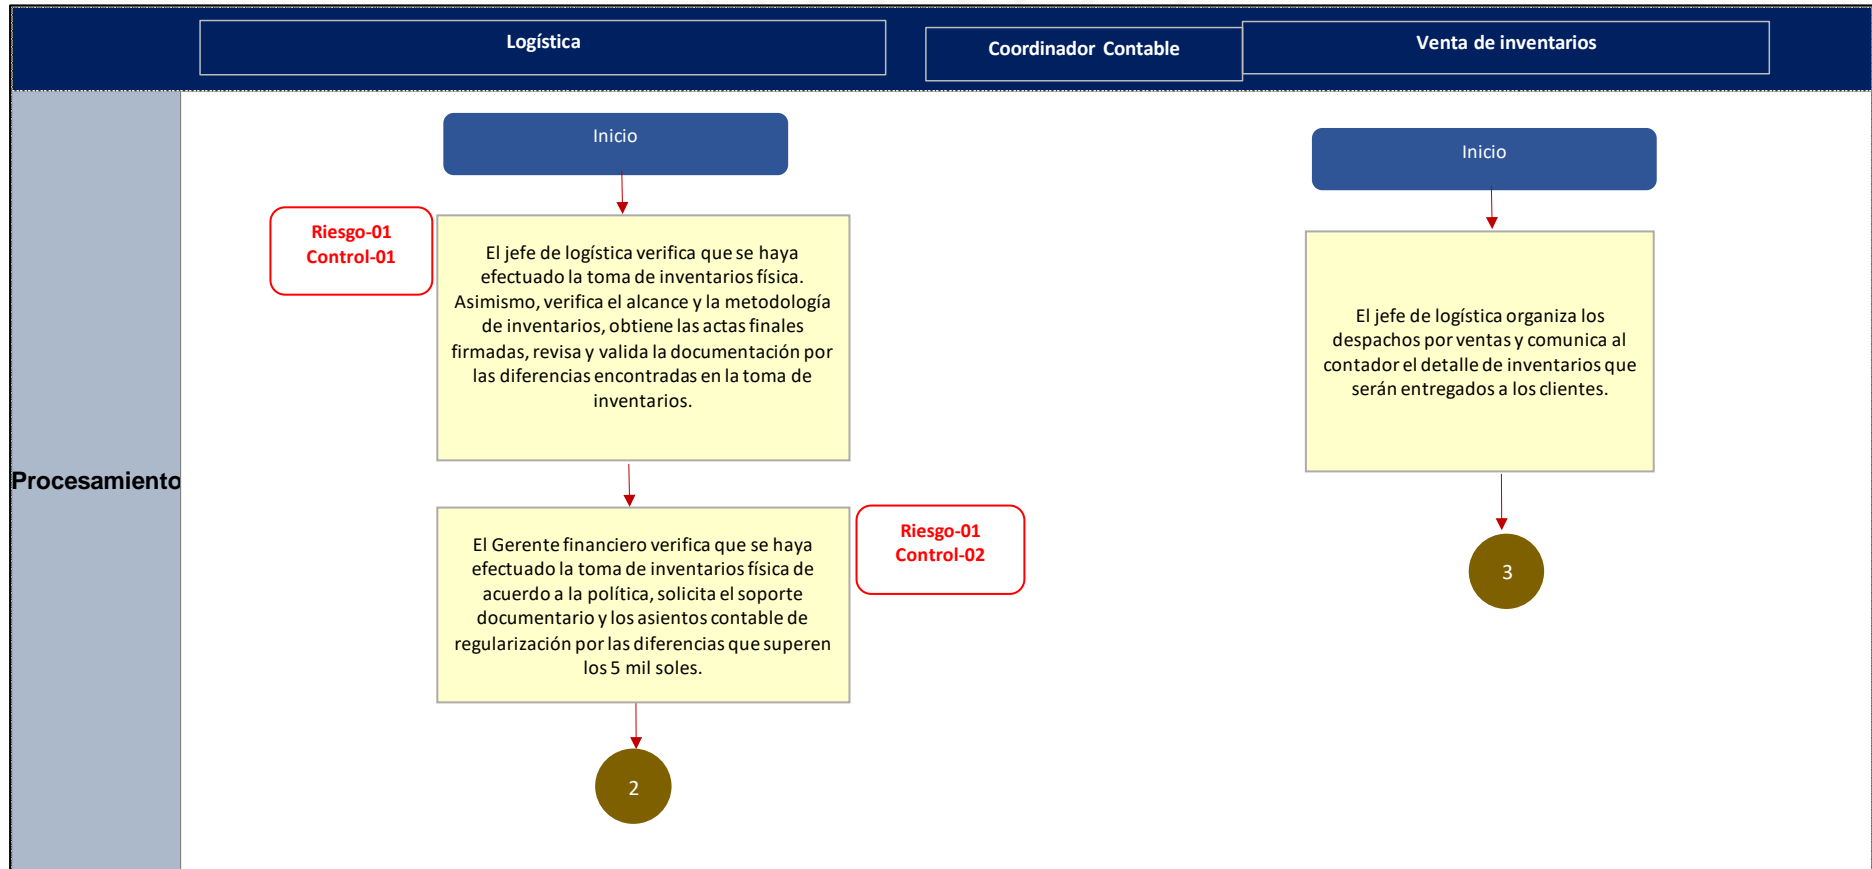 Logística
Coordinador Contable
Venta de inventarios
Procesamiento
Inicio
Riesgo-01
Control-01
El jefe de logística verifica que se haya
efectuado la toma de inventarios física.
Asimismo, verifica el alcance y la metodología
de inventarios, obtiene las actas finales
firmadas, revisa y valida la documentación por
las diferencias encontradas en la toma de
inventarios.
El Gerente financiero verifica que se haya
efectuado la toma de inventarios física de
acuerdo a la política, solicita el soporte
documentario y los asientos contable de
regularización por las diferencias que superen
los 5 mil soles.
Riesgo-01
Control-02
2
Inicio
El jefe de logística organiza los
despachos por ventas y comunica al
contador el detalle de inventarios que
serán entregados a los clientes.
3